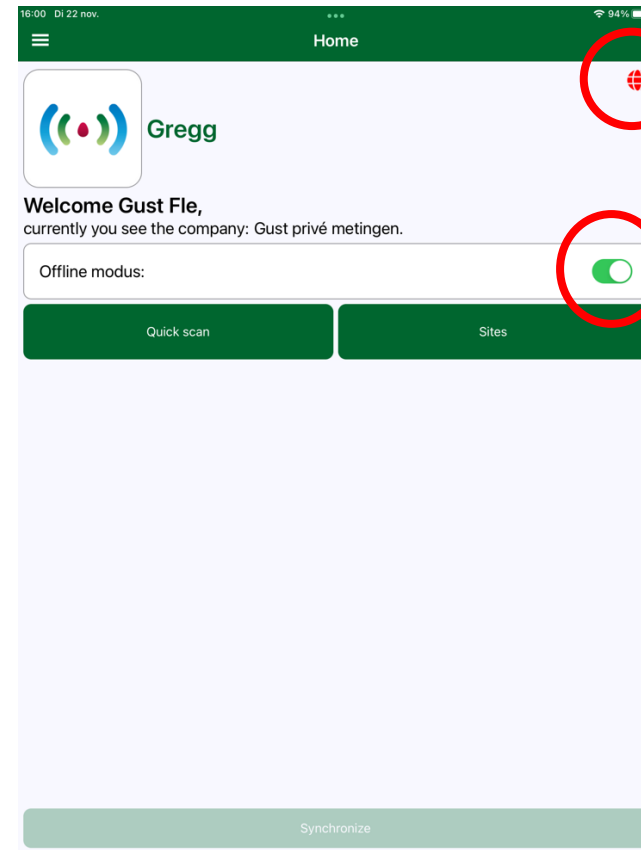 16:00 Di 22 nov.
94%
Home
Gregg
Welcome Gust Fle,
currently you see the company: Gust privé metingen.
Offline modus:
Quick scan
Sites
Synchronize